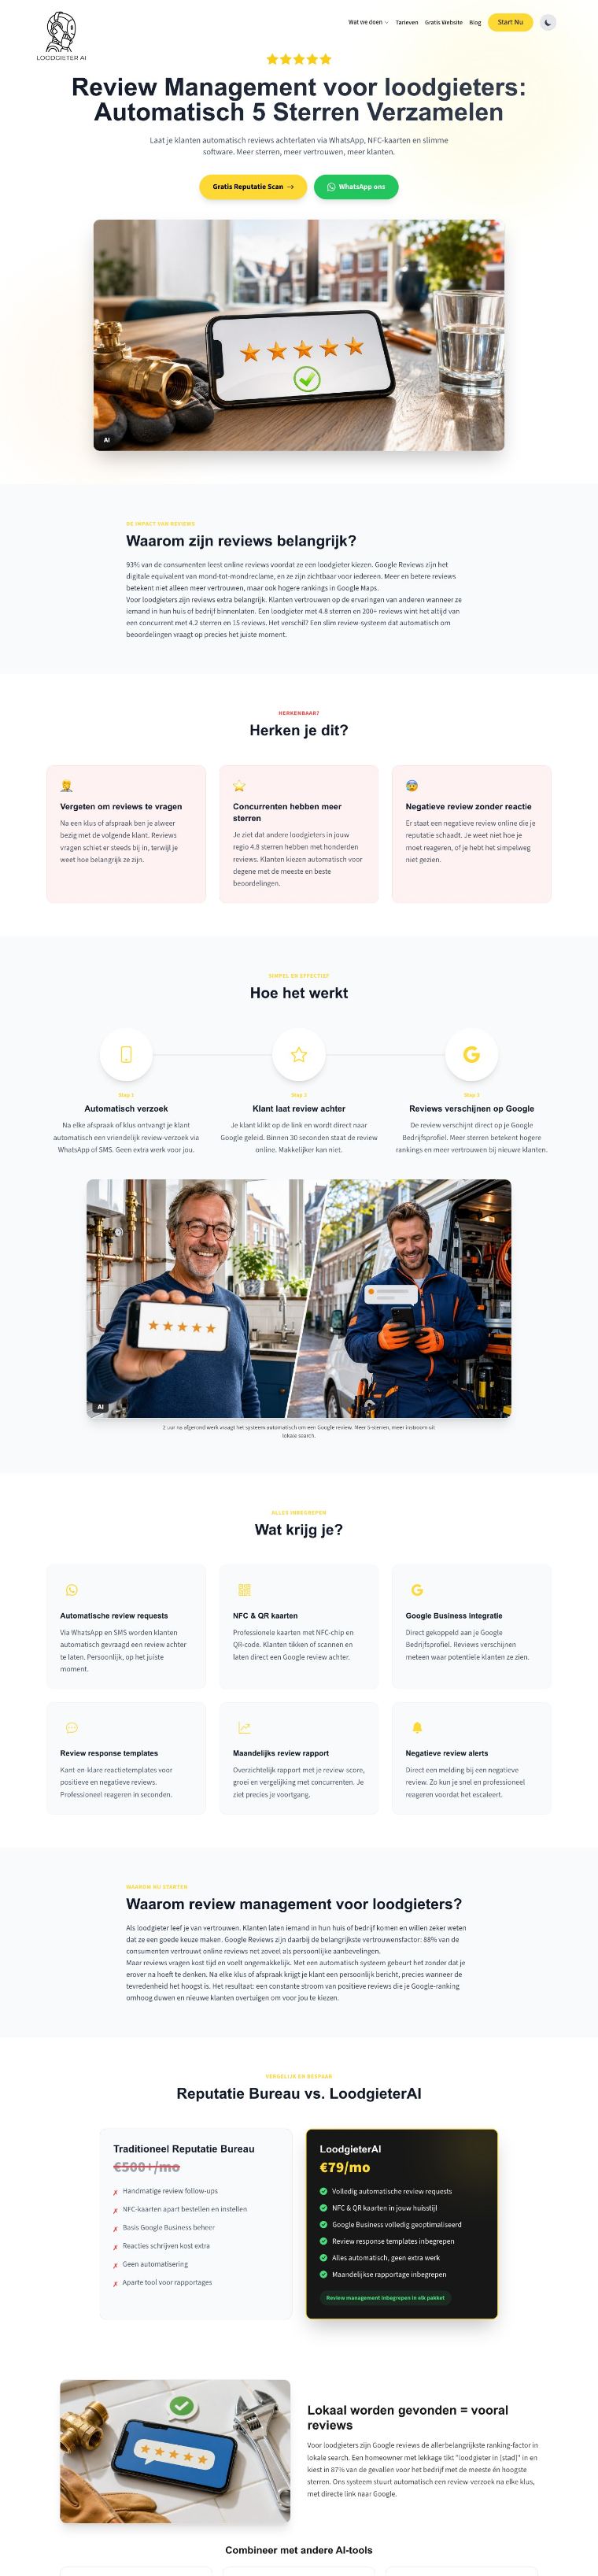 LOODGIETER AI
Wat we doen
Tarieven
Gratis Website
Blog
Start Nu
Review Management voor loodgieters:
Automatisch 5 Sterren Verzamelen
Laat je klanten automatisch reviews achterlaten via WhatsApp, NFC-kaarten en slimme
software. Meer sterren, meer vertrouwen, meer klanten.
Gratis Reputatie Scan →
WhatsApp ons
AI
DE IMPACT VAN REVIEWS
Waarom zijn reviews belangrijk?
93% van de consumenten leest online reviews voordat ze een loodgieter kiezen. Google Reviews zijn het
digitale equivalent van mond-tot-mondreclame, en ze zijn zichtbaar voor iedereen. Meer en betere reviews
betekent niet alleen meer vertrouwen, maar ook hogere rankings in Google Maps.
Voor loodgieters zijn reviews extra belangrijk. Klanten vertrouwen op de ervaringen van anderen wanneer ze
iemand in hun huis of bedrijf binnenlaten. Een loodgieter met 4.8 sterren en 200+ reviews wint het altijd van
een concurrent met 4.2 sterren en 15 reviews. Het verschil? Een slim review-systeem dat automatisch om
beoordelingen vraagt op precies het juiste moment.
HERKENBAAR?
Herken je dit?
Vergeten om reviews te vragen
Na een klus of afspraak ben je alweer
bezig met de volgende klant. Reviews
vragen schiet er steeds bij in, terwijl je
weet hoe belangrijk ze zijn.
Concurrenten hebben meer
sterren
Je ziet dat andere loodgieters in jouw
regio 4.8 sterren hebben met honderden
reviews. Klanten kiezen automatisch voor
degene met de meeste en beste
beoordelingen.
Negatieve review zonder reactie
Er staat een negatieve review online die je
reputatie schaadt. Je weet niet hoe je
moet reageren, of je hebt het simpelweg
niet gezien.
SIMPEL EN EFFECTIEF
Hoe het werkt
Stap 1
Automatisch verzoek
Na elke afspraak of klus ontvangt je klant
automatisch een vriendelijk review-verzoek via
WhatsApp of SMS. Geen extra werk voor jou.
Stap 2
Klant laat review achter
Je klant klikt op de link en wordt direct naar
Google geleid. Binnen 30 seconden staat de review
online. Makkelijker kan niet.
Stap 3
Reviews verschijnen op Google
De review verschijnt direct op je Google
Bedrijfsprofiel. Meer sterren betekent hogere
rankings en meer vertrouwen bij nieuwe klanten.
AI
2 uur na afgerond werk vraagt het systeem automatisch om een Google review. Meer 5-sterren, meer instroom uit
lokale search.
ALLES INBEGREPEN
Wat krijg je?
Automatische review requests
Via WhatsApp en SMS worden klanten
automatisch gevraagd een review achter
te laten. Persoonlijk, op het juiste
moment.
NFC & QR kaarten
Professionele kaarten met NFC-chip en
QR-code. Klanten tikken of scannen en
laten direct een Google review achter.
Google Business integratie
Direct gekoppeld aan je Google
Bedrijfsprofiel. Reviews verschijnen
meteen waar potentiele klanten ze zien.
Review response templates
Kant-en-klare reactietemplates voor
positieve en negatieve reviews.
Professioneel reageren in seconden.
Maandelijks review rapport
Overzichtelijk rapport met je review-score,
groei en vergelijking met concurrenten. Je
ziet precies je voortgang.
Negatieve review alerts
Direct een melding bij een negatieve
review. Zo kun je snel en professioneel
reageren voordat het escaleert.
WAAROM NU STARTEN
Waarom review management voor loodgieters?
Als loodgieter leef je van vertrouwen. Klanten laten iemand in hun huis of bedrijf komen en willen zeker weten
dat ze een goede keuze maken. Google Reviews zijn daarbij de belangrijkste vertrouwensfactor: 88% van de
consumenten vertrouwt online reviews net zoveel als persoonlijke aanbevelingen.
Maar reviews vragen kost tijd en voelt ongemakkelijk. Met een automatisch systeem gebeurt het zonder dat je
erover na hoeft te denken. Na elke klus of afspraak krijgt je klant een persoonlijk bericht, precies wanneer de
tevredenheid het hoogst is. Het resultaat: een constante stroom van positieve reviews die je Google-ranking
omhoog duwen en nieuwe klanten overtuigen om voor jou te kiezen.
VERGELIJK EN BESPAAR
Reputatie Bureau vs. LoodgieterAI
Traditioneel Reputatie Bureau
€500+/mo
✗ Handmatige review follow-ups
✗ NFC-kaarten apart bestellen en instellen
✗ Basis Google Business beheer
✗ Reacties schrijven kost extra
✗ Geen automatisering
✗ Aparte tool voor rapportages
LoodgieterAI
€79/mo
Volledig automatische review requests
NFC & QR kaarten in jouw huisstijl
Google Business volledig geoptimaliseerd
Review response templates inbegrepen
Alles automatisch, geen extra werk
Maandelijkse rapportage inbegrepen
Review management inbegrepen in elk pakket
Lokaal worden gevonden = vooral
reviews
Voor loodgieters zijn Google reviews de allerbelangrijkste ranking-factor in
lokale search. Een homeowner met lekkage tikt "loodgieter in [stad]" in en
kiest in 87% van de gevallen voor het bedrijf met de meeste én hoogste
sterren. Ons systeem stuurt automatisch een review-verzoek na elke klus,
met directe link naar Google.
Combineer met andere AI-tools